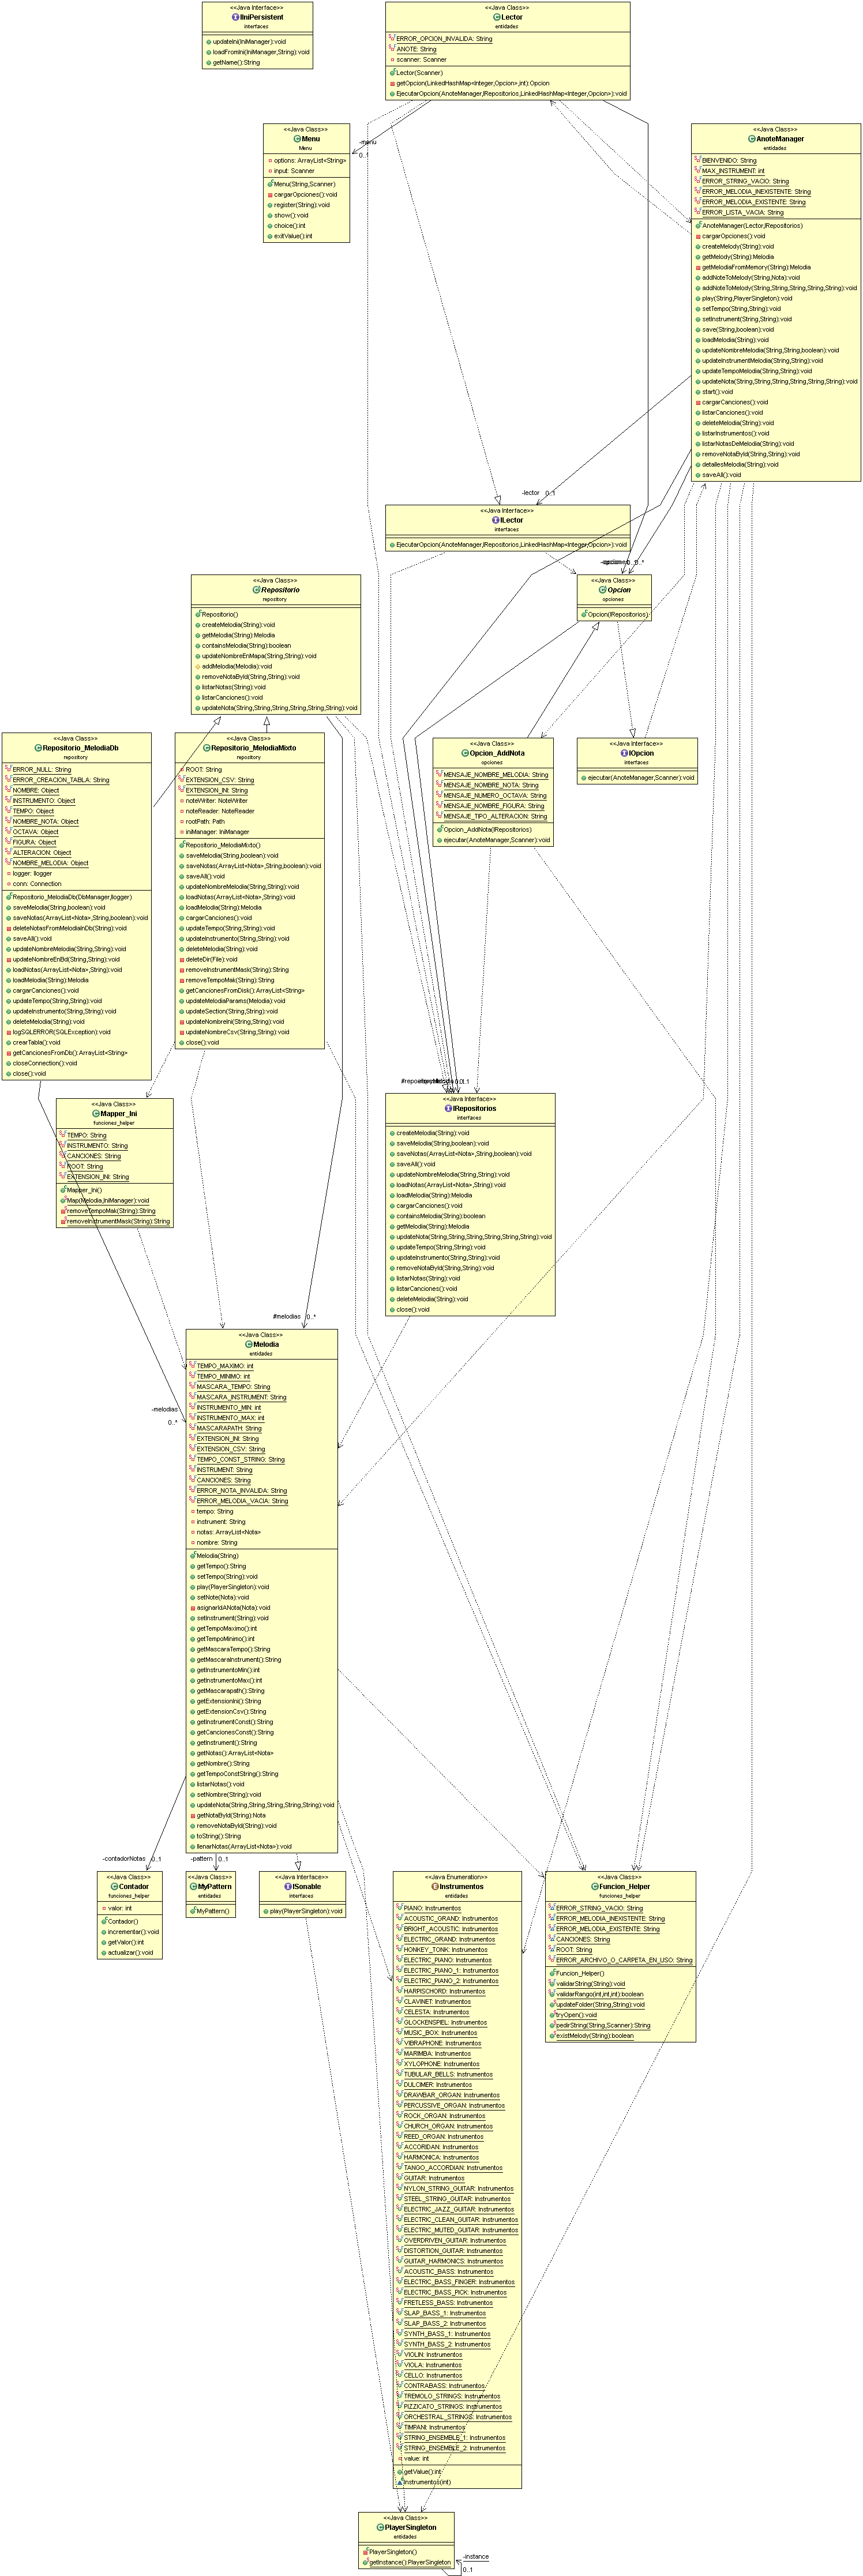 <<Java Interface>>
IIniPersistent
interfaces
updateIni(IniManager):void
loadFromIni(IniManager,String):void
getName():String
<<Java Class>>
Lector
entidades
ERROR_OPCION_INVALIDA: String
ANOTE: String
scanner: Scanner
Lector(Scanner)
getOpcion(LinkedHashMap<Integer,Opcion>,int):Opcion
EjecutarOpcion(AnoteManager,IRepositorios,LinkedHashMap<Integer,Opcion>):void
<<Java Class>>
Menu
Menu
options: ArrayList<String>
input: Scanner
Menu(String,Scanner)
cargarOpciones():void
register(String):void
show():void
choice():int
exitValue():int
-menu
0..1
<<Java Class>>
AnoteManager
entidades
BIENVENIDO: String
MAX_INSTRUMENT: int
ERROR_STRING_VACIO: String
ERROR_MELODIA_INEXISTENTE: String
ERROR_MELODIA_EXISTENTE: String
ERROR_LISTA_VACIA: String
AnoteManager(Lector,IRepositorios)
cargarOpciones():void
createMelody(String):void
getMelody(String):Melodia
getMelodiaFromMemory(String):Melodia
addNoteToMelody(String,Nota):void
addNoteToMelody(String,String,String,String,String):void
play(String,PlayerSingleton):void
setTempo(String,String):void
setInstrument(String,String):void
save(String,boolean):void
loadMelodia(String):void
updateNombreMelodia(String,String,boolean):void
updateInstrumentMelodia(String,String):void
updateTempoMelodia(String,String):void
updateNota(String,String,String,String,String,String):void
start():void
cargarCanciones():void
listarCanciones():void
deleteMelodia(String):void
listarInstrumentos():void
listarNotasDeMelodia(String):void
removeNotaById(String,String):void
detallesMelodia(String):void
saveAll():void
-lector 0..1
<<Java Interface>>
ILector
interfaces
EjecutarOpcion(AnoteManager,IRepositorios,LinkedHashMap<Integer,Opcion>):void
<<Java Class>>
Repositorio
repository
Repositorio()
createMelodia(String):void
getMelodia(String):Melodia
containsMelodia(String):boolean
updateNombreEnMapa(String,String):void
addMelodia(Melodia):void
removeNotaById(String,String):void
listarNotas(String):void
listarCanciones():void
updateNota(String,String,String,String,String,String):void
<<Java Class>>
Opcion
opciones
Opcion(IRepositorios)
<<Java Class>>
Repositorio_MelodiaDb
repository
ERROR_NULL: String
ERROR_CREACION_TABLA: String
NOMBRE: Object
INSTRUMENTO: Object
TEMPO: Object
NOMBRE_NOTA: Object
OCTAVA: Object
FIGURA: Object
ALTERACION: Object
NOMBRE_MELODIA: Object
logger: Ilogger
conn: Connection
Repositorio_MelodiaDb(DbManager,Ilogger)
saveMelodia(String,boolean):void
saveNotas(ArrayList<Nota>,String,boolean):void
deleteNotasFromMelodiaInDb(String):void
saveAll():void
updateNombreMelodia(String,String):void
updateNombreEnBd(String,String):void
loadNotas(ArrayList<Nota>,String):void
loadMelodia(String):Melodia
cargarCanciones():void
updateTempo(String,String):void
updateInstrumento(String,String):void
deleteMelodia(String):void
logSQLERROR(SQLException):void
crearTabla():void
getCancionesFromDb():ArrayList<String>
closeConnection():void
close():void
<<Java Class>>
Repositorio_MelodiaMixto
repository
ROOT: String
EXTENSION_CSV: String
EXTENSION_INI: String
noteWriter: NoteWriter
noteReader: NoteReader
rootPath: Path
iniManager: IniManager
Repositorio_MelodiaMixto()
saveMelodia(String,boolean):void
saveNotas(ArrayList<Nota>,String,boolean):void
saveAll():void
updateNombreMelodia(String,String):void
loadNotas(ArrayList<Nota>,String):void
loadMelodia(String):Melodia
cargarCanciones():void
updateTempo(String,String):void
updateInstrumento(String,String):void
deleteMelodia(String):void
deleteDir(File):void
removeInstrumentMask(String):String
removeTempoMak(String):String
getCancionesFromDisk():ArrayList<String>
updateMelodiaParams(Melodia):void
updateSection(String,String):void
updateNombreIni(String,String):void
updateNombreCsv(String,String):void
close():void
<<Java Class>>
Opcion_AddNota
opciones
MENSAJE_NOMBRE_MELODIA: String
MENSAJE_NOMBRE_NOTA: String
MENSAJE_NUMERO_OCTAVA: String
MENSAJE_NOMBRE_FIGURA: String
MENSAJE_TIPO_ALTERACION: String
Opcion_AddNota(IRepositorios)
ejecutar(AnoteManager,Scanner):void
<<Java Interface>>
IOpcion
interfaces
ejecutar(AnoteManager,Scanner):void
<<Java Class>>
Mapper_Ini
funciones_helper
TEMPO: String
INSTRUMENTO: String
CANCIONES: String
ROOT: String
EXTENSION_INI: String
Mapper_Ini()
Map(Melodia,IniManager):void
removeTempoMak(String):String
removeInstrumentMask(String):String
<<Java Interface>>
IRepositorios
interfaces
createMelodia(String):void
saveMelodia(String,boolean):void
saveNotas(ArrayList<Nota>,String,boolean):void
saveAll():void
updateNombreMelodia(String,String):void
loadNotas(ArrayList<Nota>,String):void
loadMelodia(String):Melodia
cargarCanciones():void
containsMelodia(String):boolean
getMelodia(String):Melodia
updateNota(String,String,String,String,String,String):void
updateTempo(String,String):void
updateInstrumento(String,String):void
removeNotaById(String,String):void
listarNotas(String):void
listarCanciones():void
deleteMelodia(String):void
close():void
#melodias 0..*
-melodias
0..*
<<Java Class>>
Melodia
entidades
TEMPO_MAXIMO: int
TEMPO_MINIMO: int
MASCARA_TEMPO: String
MASCARA_INSTRUMENT: String
INSTRUMENTO_MIN: int
INSTRUMENTO_MAX: int
MASCARAPATH: String
EXTENSION_INI: String
EXTENSION_CSV: String
TEMPO_CONST_STRING: String
INSTRUMENT: String
CANCIONES: String
ERROR_NOTA_INVALIDA: String
ERROR_MELODIA_VACIA: String
tempo: String
instrument: String
notas: ArrayList<Nota>
nombre: String
Melodia(String)
getTempo():String
setTempo(String):void
play(PlayerSingleton):void
setNote(Nota):void
asignarIdANota(Nota):void
setInstrument(String):void
getTempoMaximo():int
getTempoMinimo():int
getMascaraTempo():String
getMascaraInstrument():String
getInstrumentoMin():int
getInstrumentoMax():int
getMascarapath():String
getExtensionIni():String
getExtensionCsv():String
getInstrumentConst():String
getCancionesConst():String
getInstrument():String
getNotas():ArrayList<Nota>
getNombre():String
getTempoConstString():String
listarNotas():void
setNombre(String):void
updateNota(String,String,String,String,String):void
getNotaById(String):Nota
removeNotaById(String):void
toString():String
llenarNotas(ArrayList<Nota>):void
-contadorNotas 0..1
-pattern 0..1
<<Java Class>>
Contador
funciones_helper
valor: int
Contador()
incrementar():void
getValor():int
actualizar():void
<<Java Class>>
MyPattern
entidades
MyPattern()
<<Java Interface>>
ISonable
interfaces
play(PlayerSingleton):void
<<Java Enumeration>>
Instrumentos
entidades
PIANO: Instrumentos
ACOUSTIC_GRAND: Instrumentos
BRIGHT_ACOUSTIC: Instrumentos
ELECTRIC_GRAND: Instrumentos
HONKEY_TONK: Instrumentos
ELECTRIC_PIANO: Instrumentos
ELECTRIC_PIANO_1: Instrumentos
ELECTRIC_PIANO_2: Instrumentos
HARPISCHORD: Instrumentos
CLAVINET: Instrumentos
CELESTA: Instrumentos
GLOCKENSPIEL: Instrumentos
MUSIC_BOX: Instrumentos
VIBRAPHONE: Instrumentos
MARIMBA: Instrumentos
XYLOPHONE: Instrumentos
TUBULAR_BELLS: Instrumentos
DULCIMER: Instrumentos
DRAWBAR_ORGAN: Instrumentos
PERCUSSIVE_ORGAN: Instrumentos
ROCK_ORGAN: Instrumentos
CHURCH_ORGAN: Instrumentos
REED_ORGAN: Instrumentos
ACCORIDAN: Instrumentos
HARMONICA: Instrumentos
TANGO_ACCORDIAN: Instrumentos
GUITAR: Instrumentos
NYLON_STRING_GUITAR: Instrumentos
STEEL_STRING_GUITAR: Instrumentos
ELECTRIC_JAZZ_GUITAR: Instrumentos
ELECTRIC_CLEAN_GUITAR: Instrumentos
ELECTRIC_MUTED_GUITAR: Instrumentos
OVERDRIVEN_GUITAR: Instrumentos
DISTORTION_GUITAR: Instrumentos
GUITAR_HARMONICS: Instrumentos
ACOUSTIC_BASS: Instrumentos
ELECTRIC_BASS_FINGER: Instrumentos
ELECTRIC_BASS_PICK: Instrumentos
FRETLESS_BASS: Instrumentos
SLAP_BASS_1: Instrumentos
SLAP_BASS_2: Instrumentos
SYNTH_BASS_1: Instrumentos
SYNTH_BASS_2: Instrumentos
VIOLIN: Instrumentos
VIOLA: Instrumentos
CELLO: Instrumentos
CONTRABASS: Instrumentos
TREMOLO_STRINGS: Instrumentos
PIZZICATO_STRINGS: Instrumentos
ORCHESTRAL_STRINGS: Instrumentos
TIMPANI: Instrumentos
STRING_ENSEMBLE_1: Instrumentos
STRING_ENSEMBLE_2: Instrumentos
value: int
getValue():int
Instrumentos(int)
<<Java Class>>
Funcion_Helper
funciones_helper
ERROR_STRING_VACIO: String
ERROR_MELODIA_INEXISTENTE: String
ERROR_MELODIA_EXISTENTE: String
CANCIONES: String
ROOT: String
ERROR_ARCHIVO_O_CARPETA_EN_USO: String
Funcion_Helper()
validarString(String):void
validarRango(int,int,int):boolean
updateFolder(String,String):void
tryOpen():void
pedirString(String,Scanner):String
existMelody(String):boolean
<<Java Class>>
PlayerSingleton
entidades
PlayerSingleton()
getInstance():PlayerSingleton
-instance
0..1